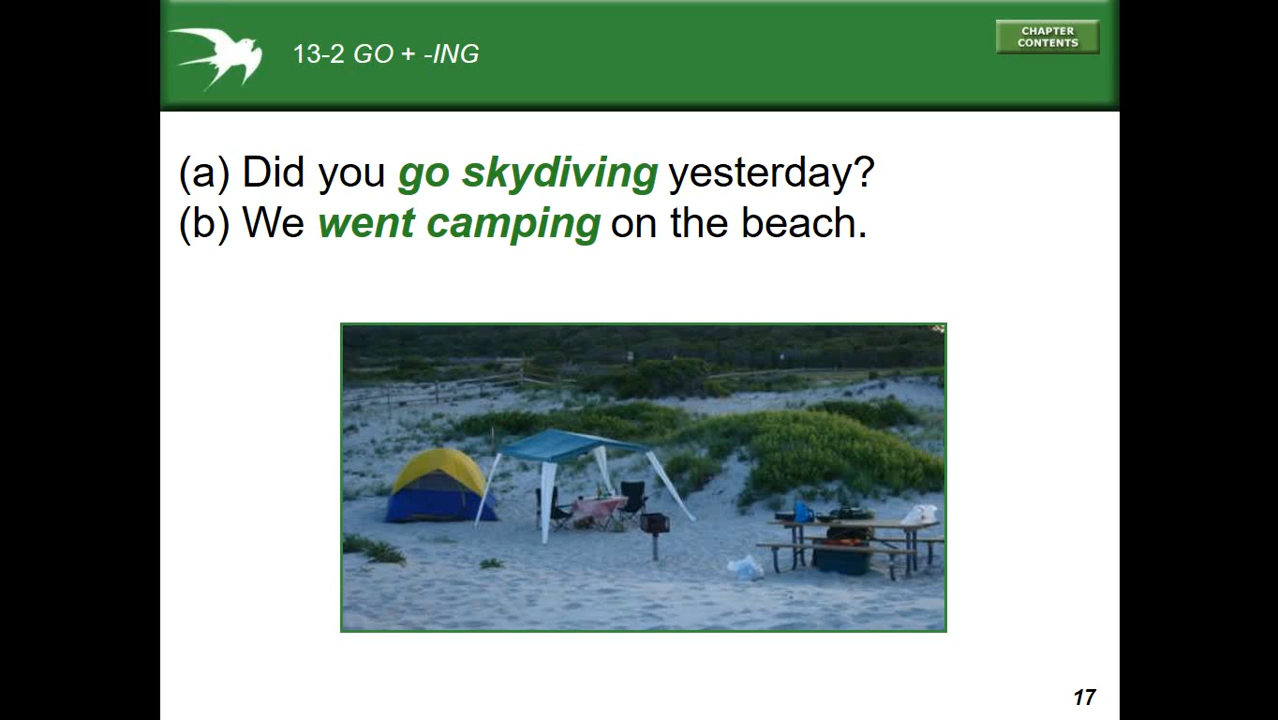 13-2 GO + -ING
CHAPTER
CONTENTS
(a) Did you go skydiving yesterday?
(b) We went camping on the beach.
17